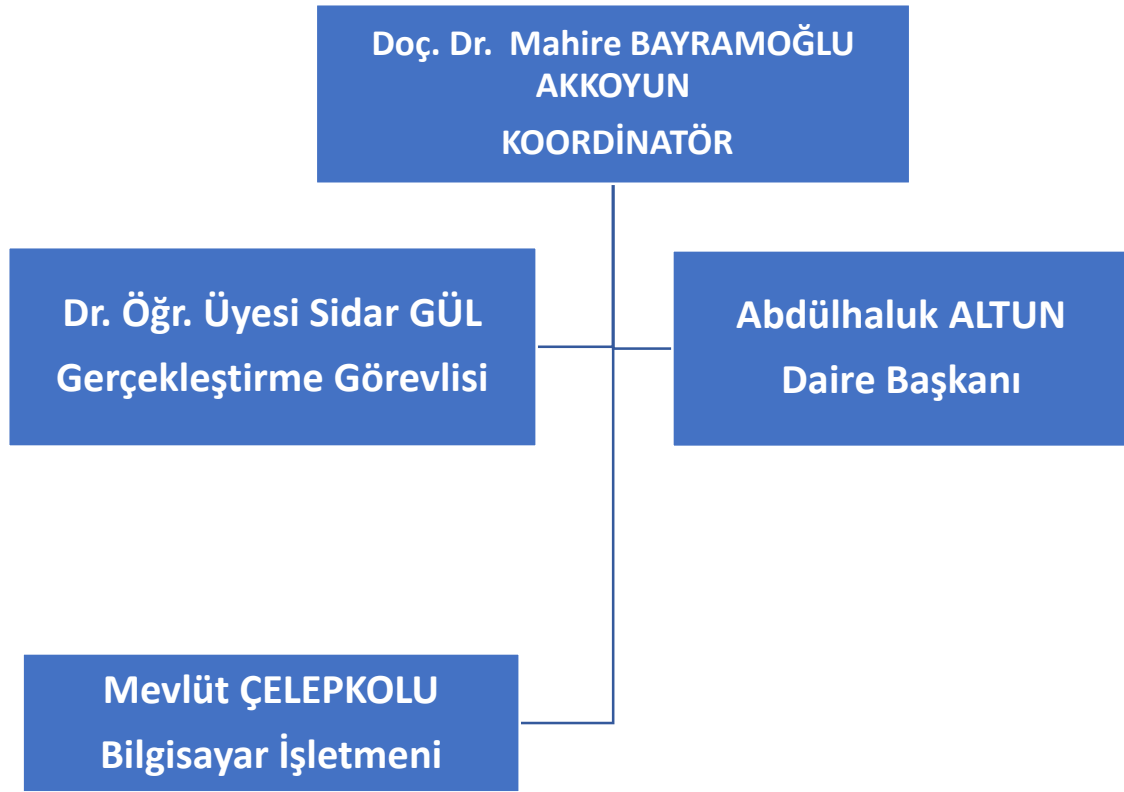 Doç. Dr. Mahire BAYRAMOĞLU
AKKOYUN
KOORDİNATÖR
Dr. Öğr. Üyesi Sidar GÜL
Gerçekleştirme Görevlisi
Abdülhaluk ALTUN
Daire Başkanı
Mevlüt ÇELEPKOLU
Bilgisayar İşletmeni